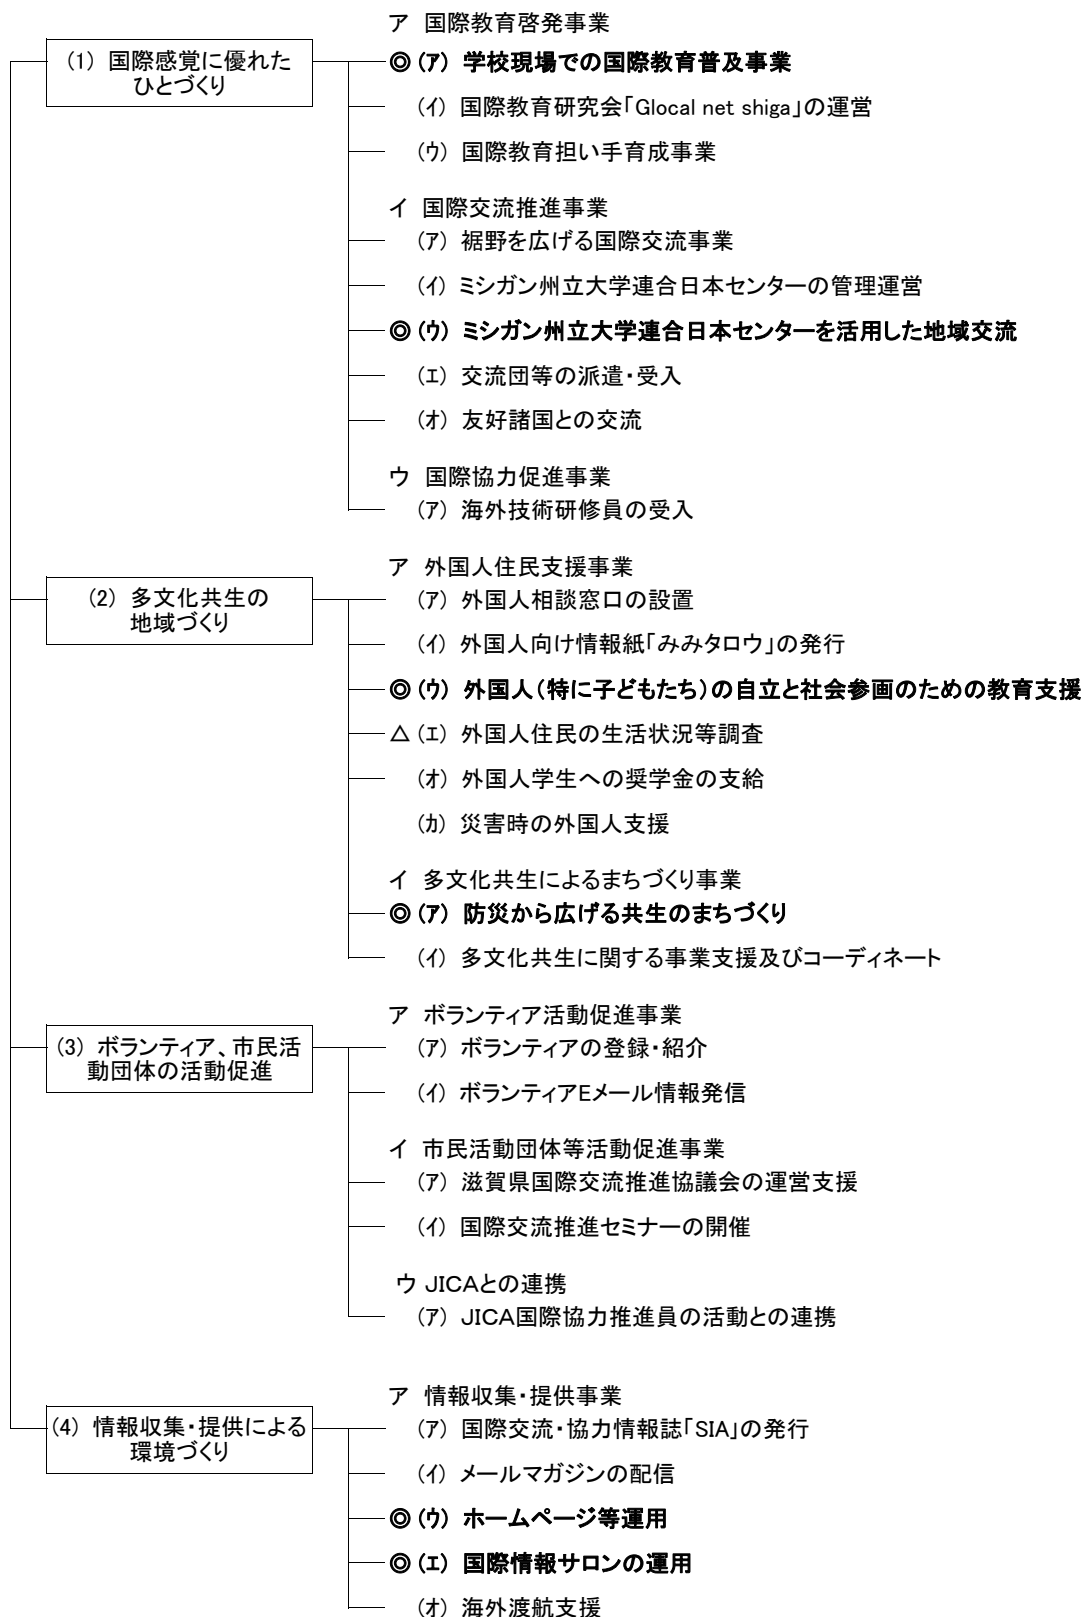 ア 国際教育啓発事業
(1) 国際感覚に優れた
ひとづくり
◎(ｱ) 学校現場での国際教育普及事業
(ｲ) 国際教育研究会「Glocal net shiga」の運営
(ｳ) 国際教育担い手育成事業
イ 国際交流推進事業
(ｱ) 裾野を広げる国際交流事業
(ｲ) ミシガン州立大学連合日本センターの管理運営
◎(ｳ) ミシガン州立大学連合日本センターを活用した地域交流
(ｴ) 交流団等の派遣・受入
(ｵ) 友好諸国との交流
ウ 国際協力促進事業
(ｱ) 海外技術研修員の受入
ア 外国人住民支援事業
(2) 多文化共生の
地域づくり
(ｱ) 外国人相談窓口の設置
(ｲ) 外国人向け情報紙「みみタロウ」の発行
◎(ｳ) 外国人（特に子どもたち）の自立と社会参画のための教育支援
△(ｴ) 外国人住民の生活状況等調査
(ｵ) 外国人学生への奨学金の支給
(ｶ) 災害時の外国人支援
イ 多文化共生によるまちづくり事業
◎(ｱ) 防災から広げる共生のまちづくり
(ｲ) 多文化共生に関する事業支援及びコーディネート
ア ボランティア活動促進事業
(3) ボランティア、市民活
動団体の活動促進
(ｱ) ボランティアの登録・紹介
(ｲ) ボランティアEメール情報発信
イ 市民活動団体等活動促進事業
(ｱ) 滋賀県国際交流推進協議会の運営支援
(ｲ) 国際交流推進セミナーの開催
ウ JICAとの連携
(ｱ) JICA国際協力推進員の活動との連携
ア 情報収集・提供事業
(4) 情報収集・提供による
環境づくり
(ｱ) 国際交流・協力情報誌「SIA」の発行
(ｲ) メールマガジンの配信
◎(ｳ) ホームページ等運用
◎(ｴ) 国際情報サロンの運用
(ｵ) 海外渡航支援